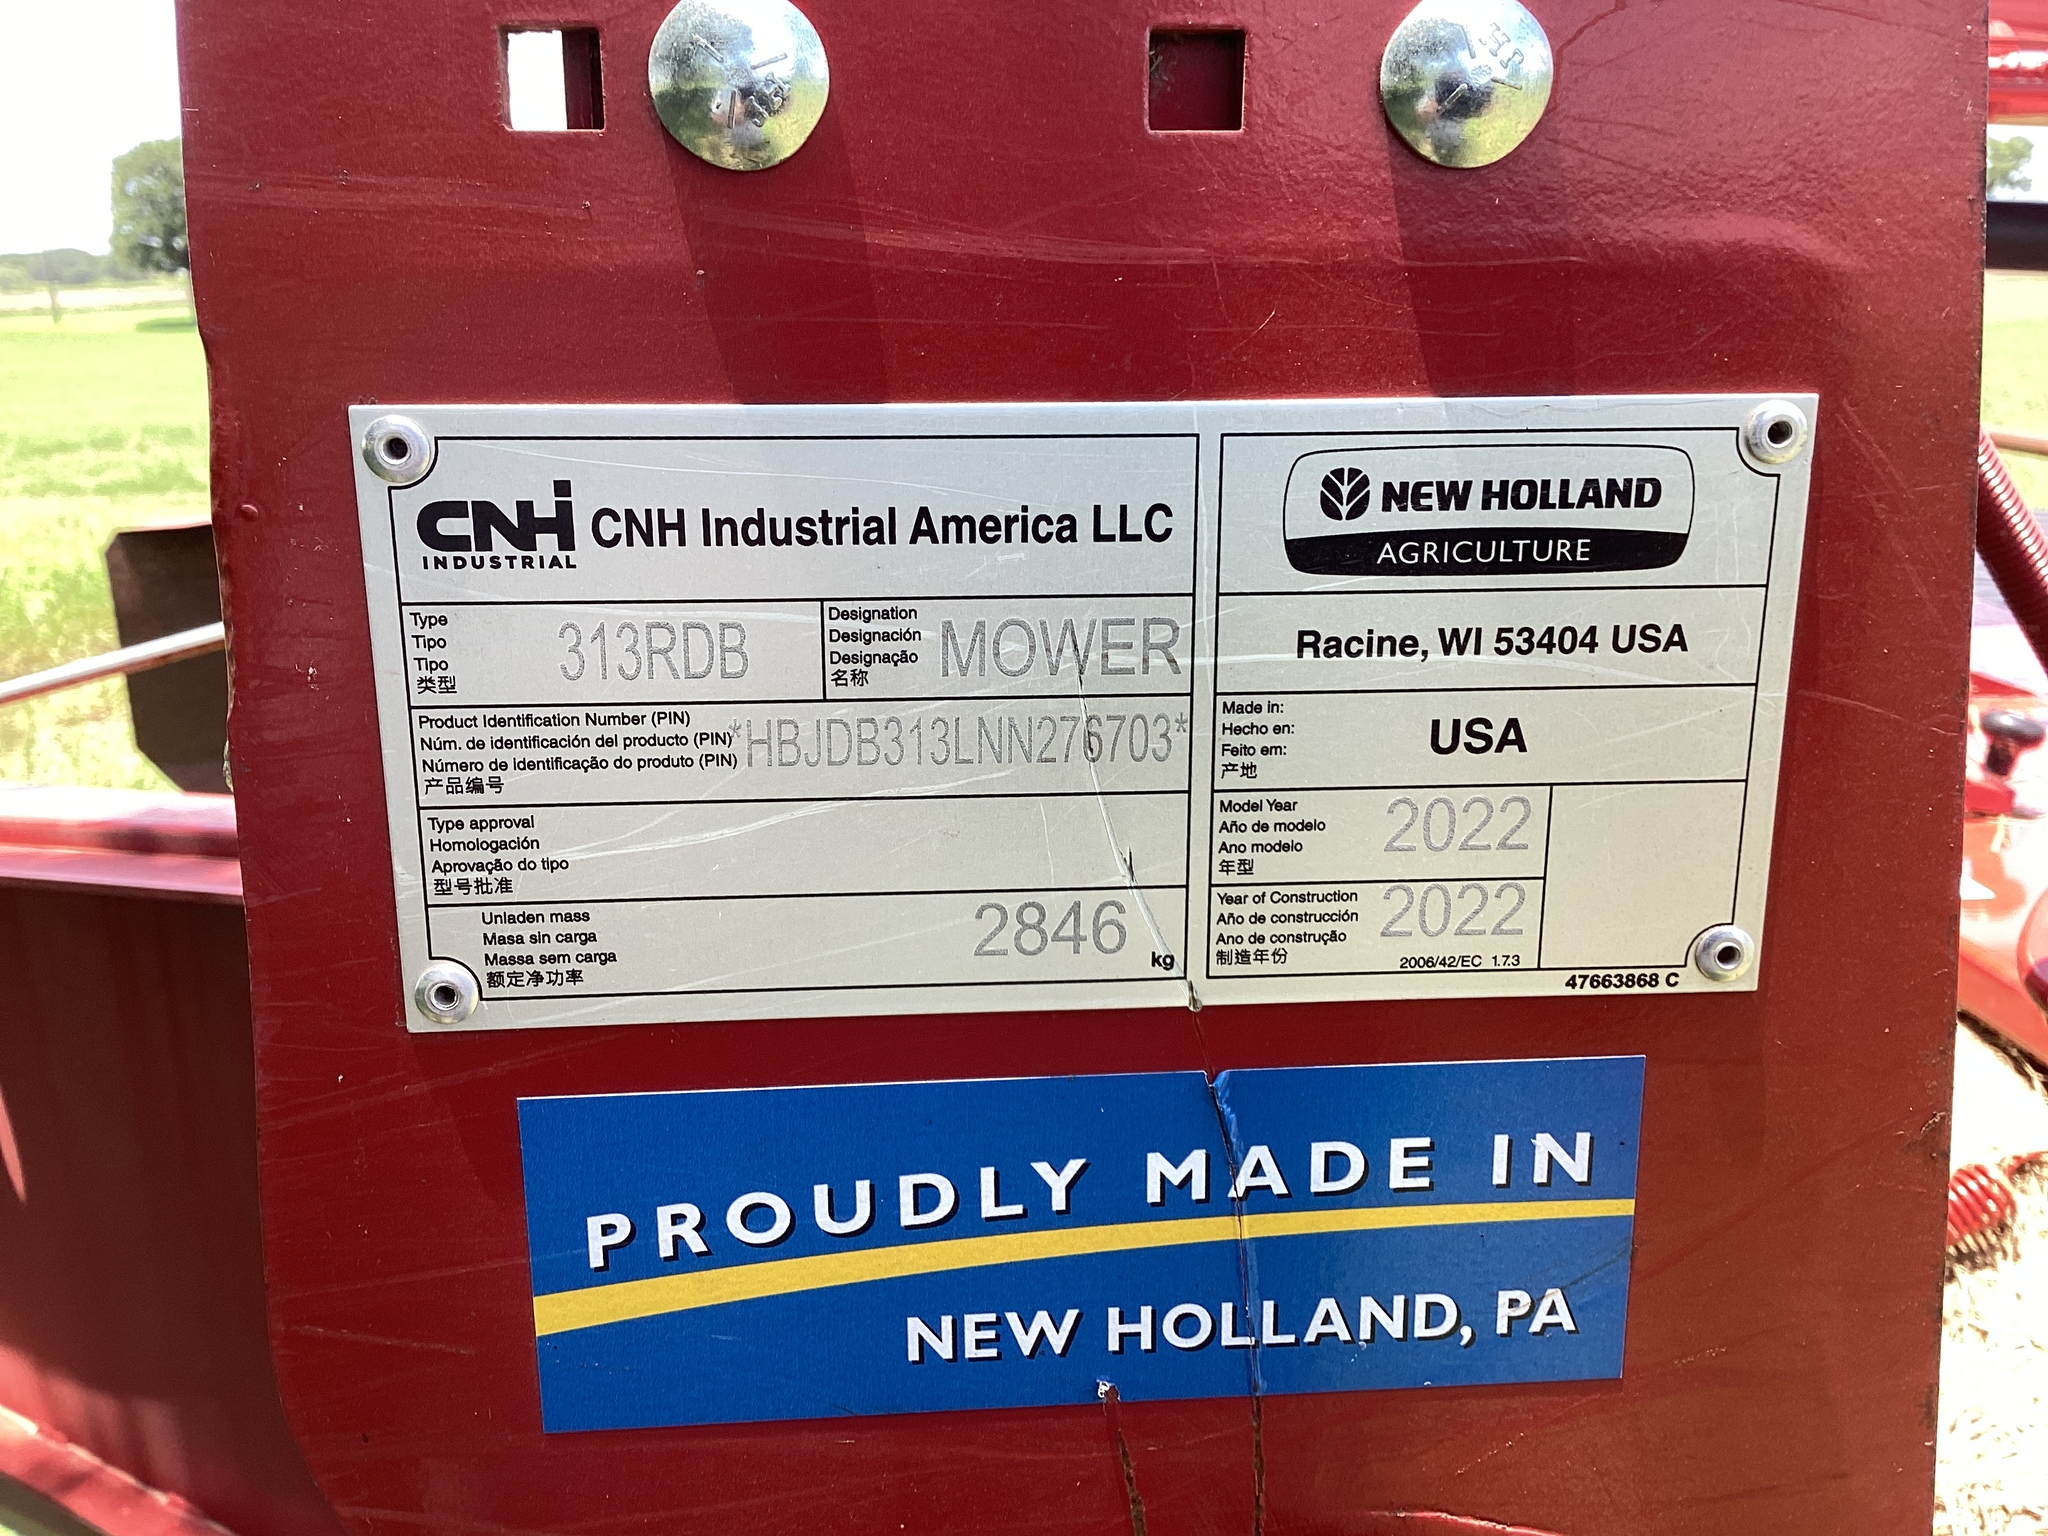 CNHi
INDUSTRIAL
CNH Industrial America LLC
Type
Tipo
Tipo
类型
313RDB
Designation
Designación
Designação
名称
MOWER
Product Identification Number (PIN)
Núm. de identificación del producto (PIN)
Número de identificação do produto (PIN)
产品编号
*HBJDB313LNN276703*
Type approval
Homologación
Aprovação do tipo
型号批准
Unladen mass
Masa sin carga
Massa sem carga
额定净功率
2846
kg
NEW HOLLAND
AGRICULTURE
Racine, WI 53404 USA
Made in:
Hecho en:
Feito em:
产地
USA
Model Year
Año de modelo
Ano modelo
年型
2022
Year of Construction
Año de construcción
Ano de construção
制造年份
2022
2006/42/EC 1.7.3
47663868 C
PROUDLY MADE IN
NEW HOLLAND, PA